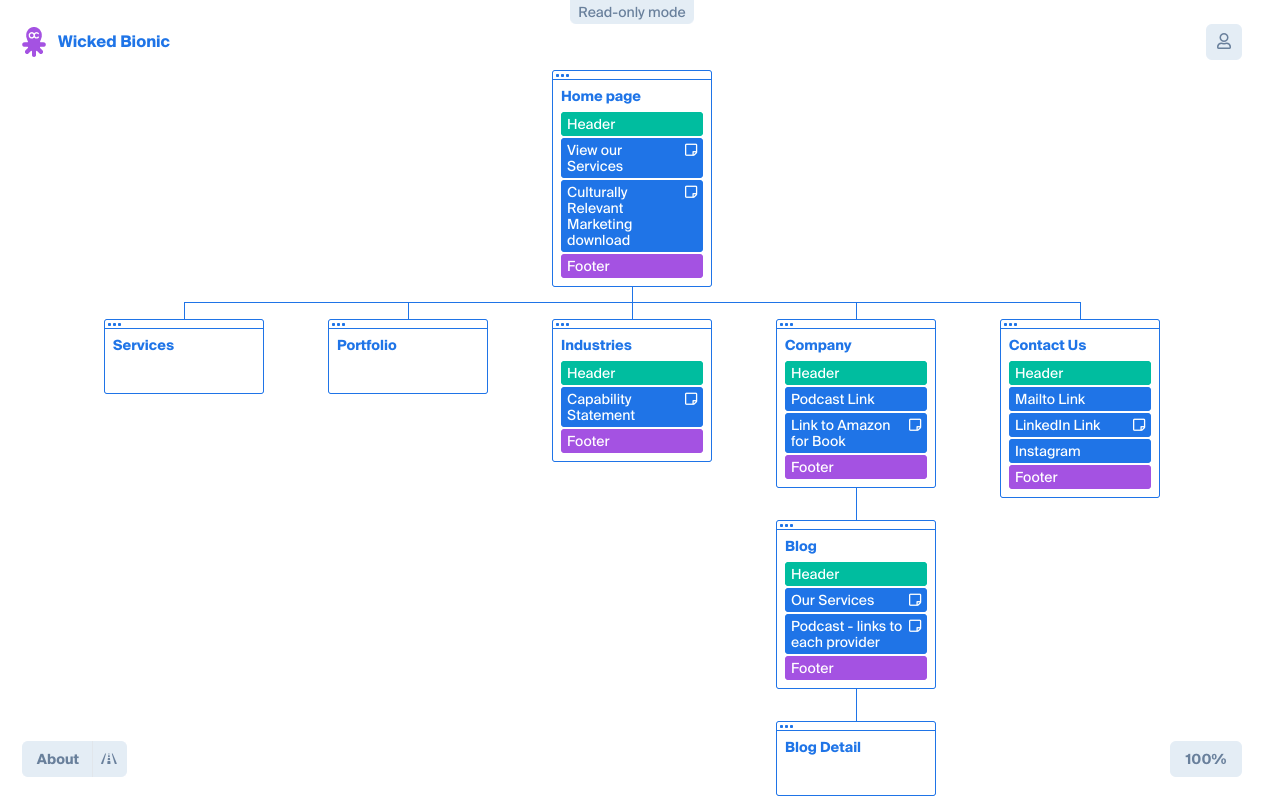 Read-only mode
Wicked Bionic
Home page
Header
View our
Services
Culturally
Relevant
Marketing
download
Footer
Services
Portfolio
Industries
Header
Capability
Statement
Footer
Company
Header
Podcast Link
Link to Amazon
for Book
Footer
Contact Us
Header
Mailto Link
LinkedIn Link
Instagram
Footer
Blog
Header
Our Services
Podcast - links to
each provider
Footer
Blog Detail
About
100%